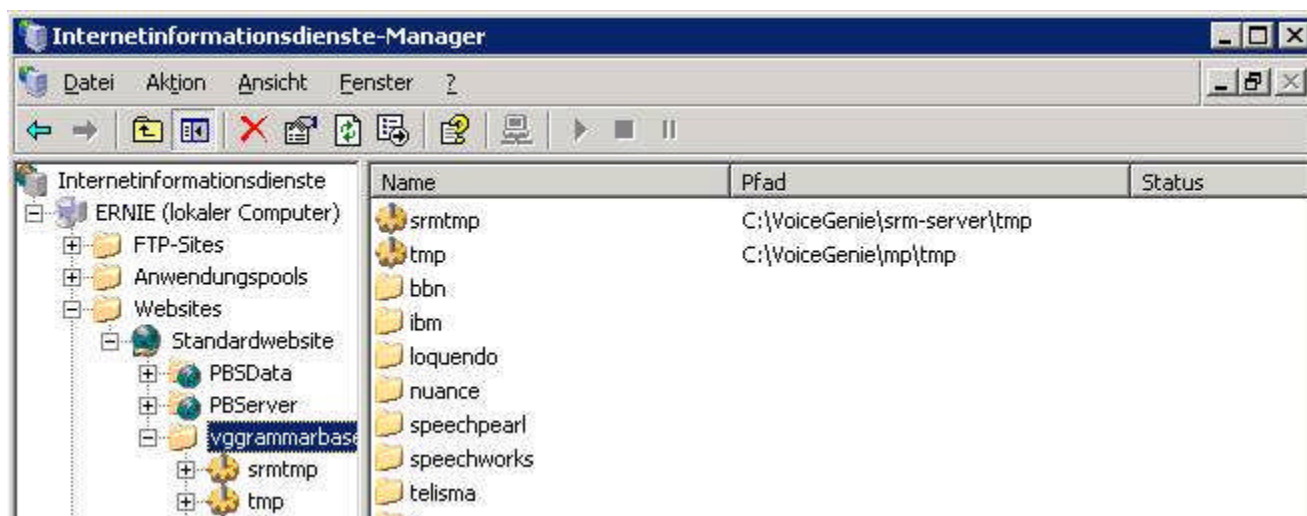 Internetinformationsdienste-Manager
Datei Aktion Ansicht Fenster ?
Internetinformationsdienste
ERNIE (lokaler Computer)
FTP-Sites
Anwendungspools
Websites
Standardwebsite
PBSData
PBServer
vggrammarbase
srmtmp
tmp
Name Pfad Status
srmtmp C:\VoiceGenie\srm-server\tmp
tmp C:\VoiceGenie\mp\tmp
bbn
ibm
loquendo
nuance
speechpearl
speechworks
telisma